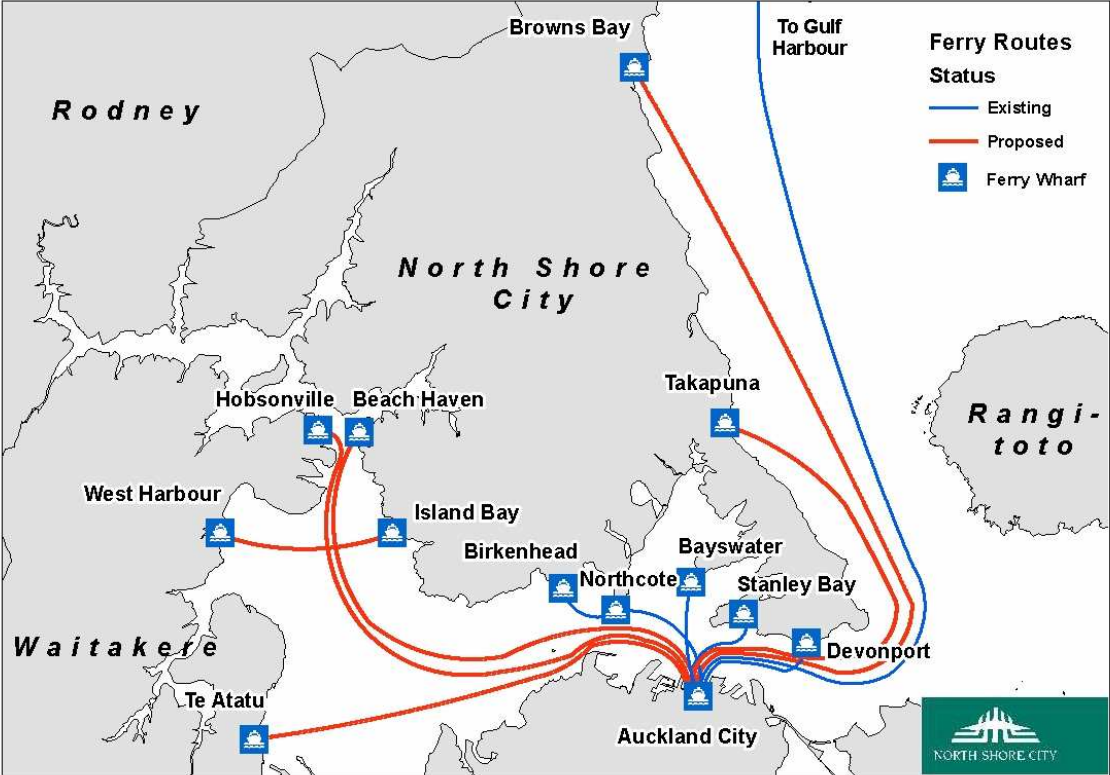 Browns Bay
To Gulf
Harbour
Ferry Routes
Status
Existing
Proposed
Ferry Wharf
Rodney
North Shore
City
Takapuna
Rangi-
toto
Hobsonville
Beach Haven
West Harbour
Island Bay
Birkenhead
Northcote
Bayswater
Stanley Bay
Waitakere
Devonport
Te Atatu
Auckland City
NORTH SHORE CITY